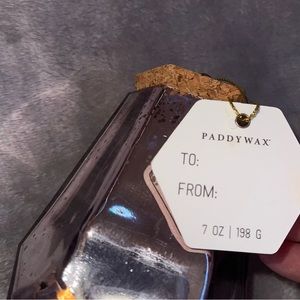 PADDYWAX
TO:
FROM:
7 OZ | 198 G